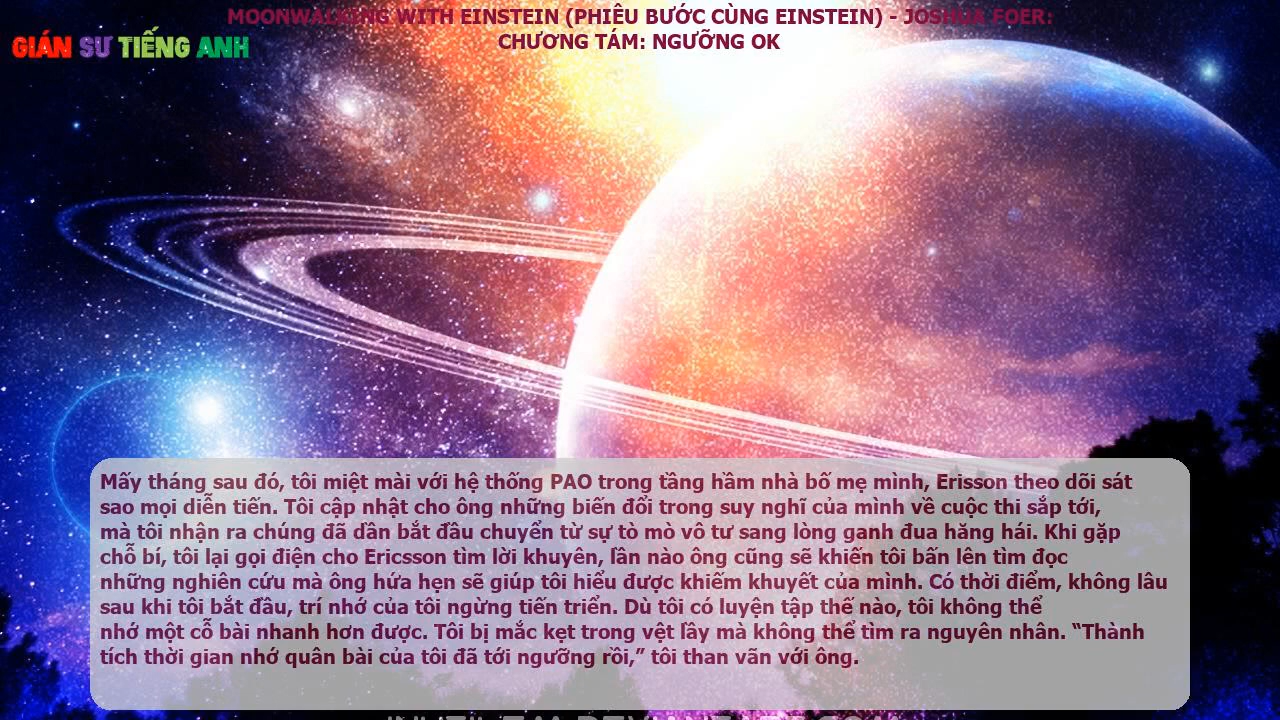 MOONWALKING WITH EINSTEIN (PHIÊU BƯỚC CÙNG EINSTEIN) - JOSHUA FOER:
CHƯƠNG TÁM: NGƯỠNG OK
GIÁN SƯ TIẾNG ANH
Mấy tháng sau đó, tôi miệt mài với hệ thống PAO trong tầng hầm nhà bố mẹ mình, Erisson theo dõi sát
sao mọi diễn tiến. Tôi cập nhật cho ông những biến đổi trong suy nghĩ của mình về cuộc thi sắp tới,
mà tôi nhận ra chúng đã dần bắt đầu chuyển từ sự tò mò vô tư sang lòng ganh đua hăng hái. Khi gặp
chỗ bí, tôi lại gọi điện cho Ericsson tìm lời khuyên, lần nào ông cũng sẽ khiến tôi bấn lên tìm đọc
những nghiên cứu mà ông hứa hẹn sẽ giúp tôi hiểu được khiếm khuyết của mình. Có thời điểm, không lâu
sau khi tôi bắt đầu, trí nhớ của tôi ngừng tiến triển. Dù tôi có luyện tập thế nào, tôi không thể
nhớ một cỗ bài nhanh hơn được. Tôi bị mắc kẹt trong vệt lầy mà không thể tìm ra nguyên nhân. “Thành
tích thời gian nhớ quân bài của tôi đã tới ngưỡng rồi,” tôi than vãn với ông.